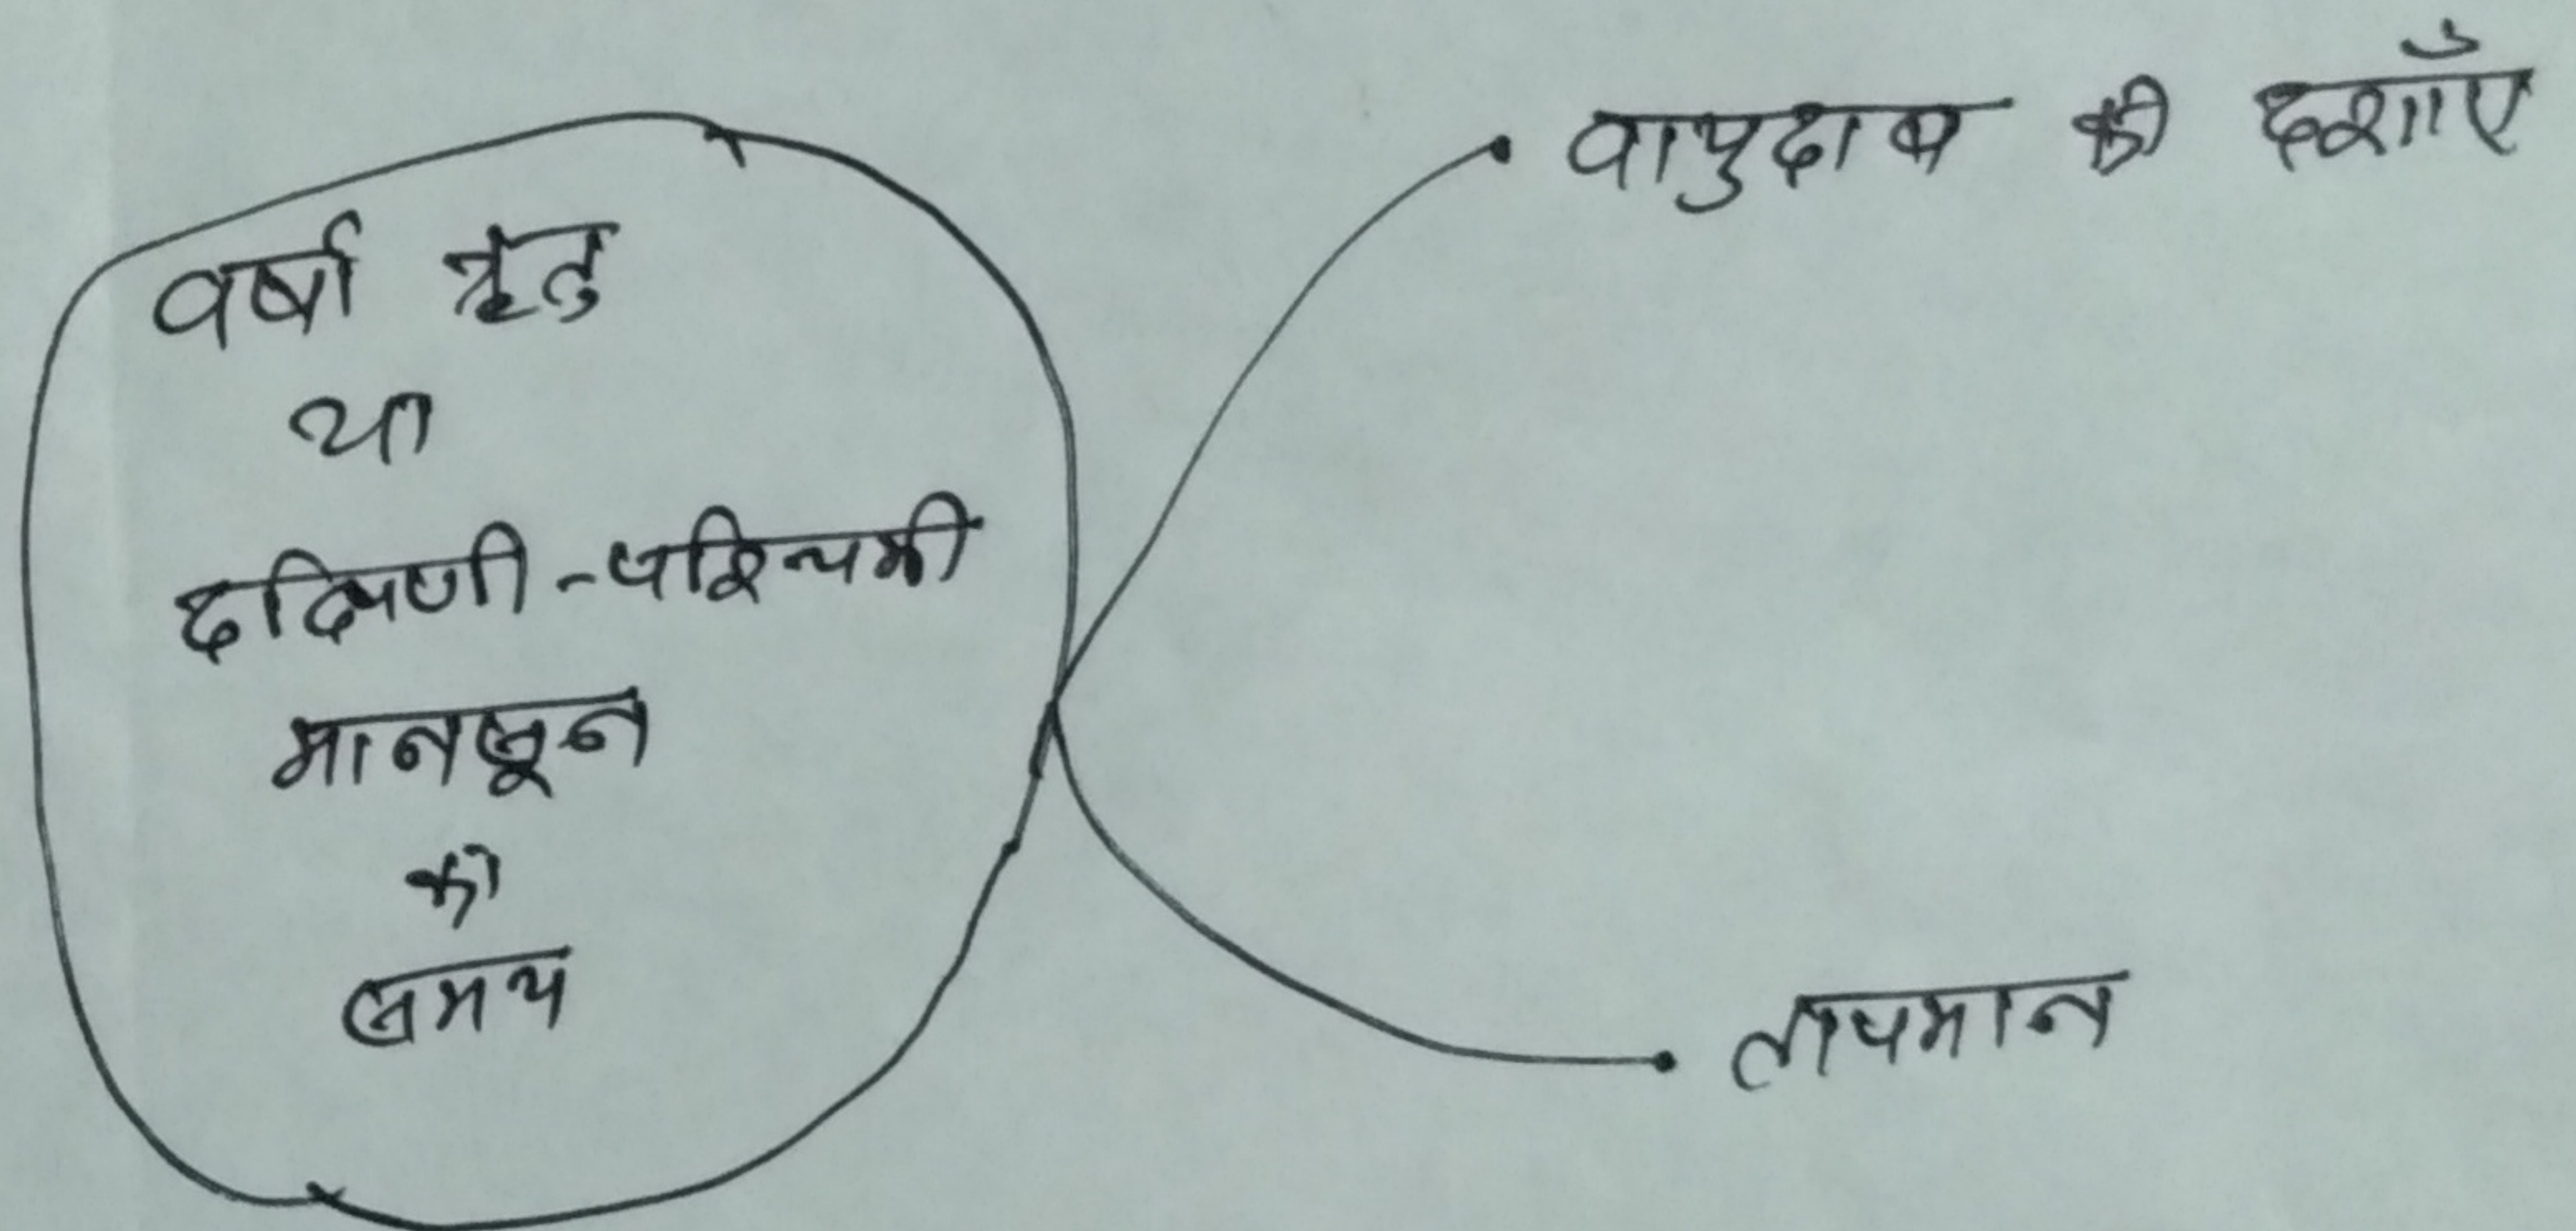 वर्षा ऋतु
या
दक्षिणी-पश्चिमी
मानसून
को
समय
वायुदाब की दशाएँ
तापमान